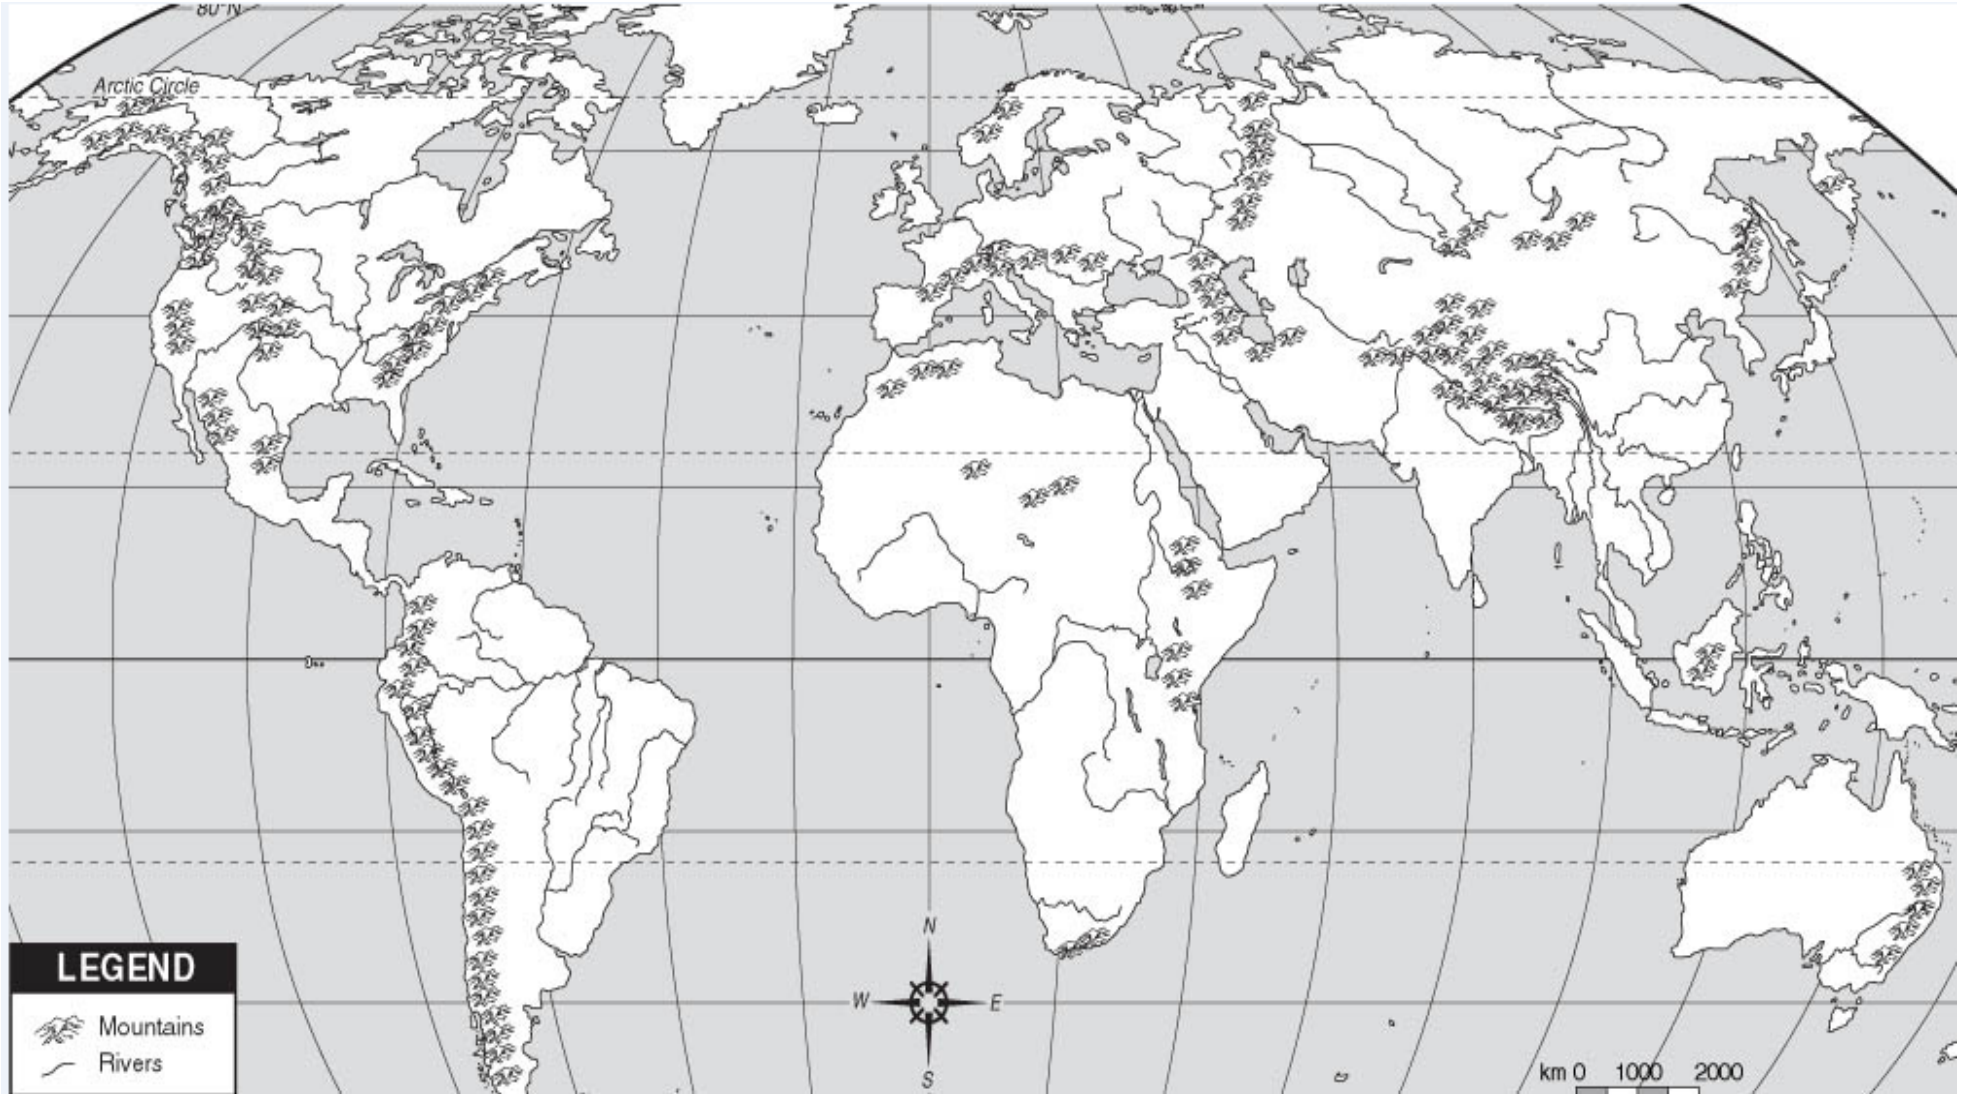 80°N
Arctic Circle
N
W E
S
LEGEND
Mountains
Rivers
km 0 1000 2000